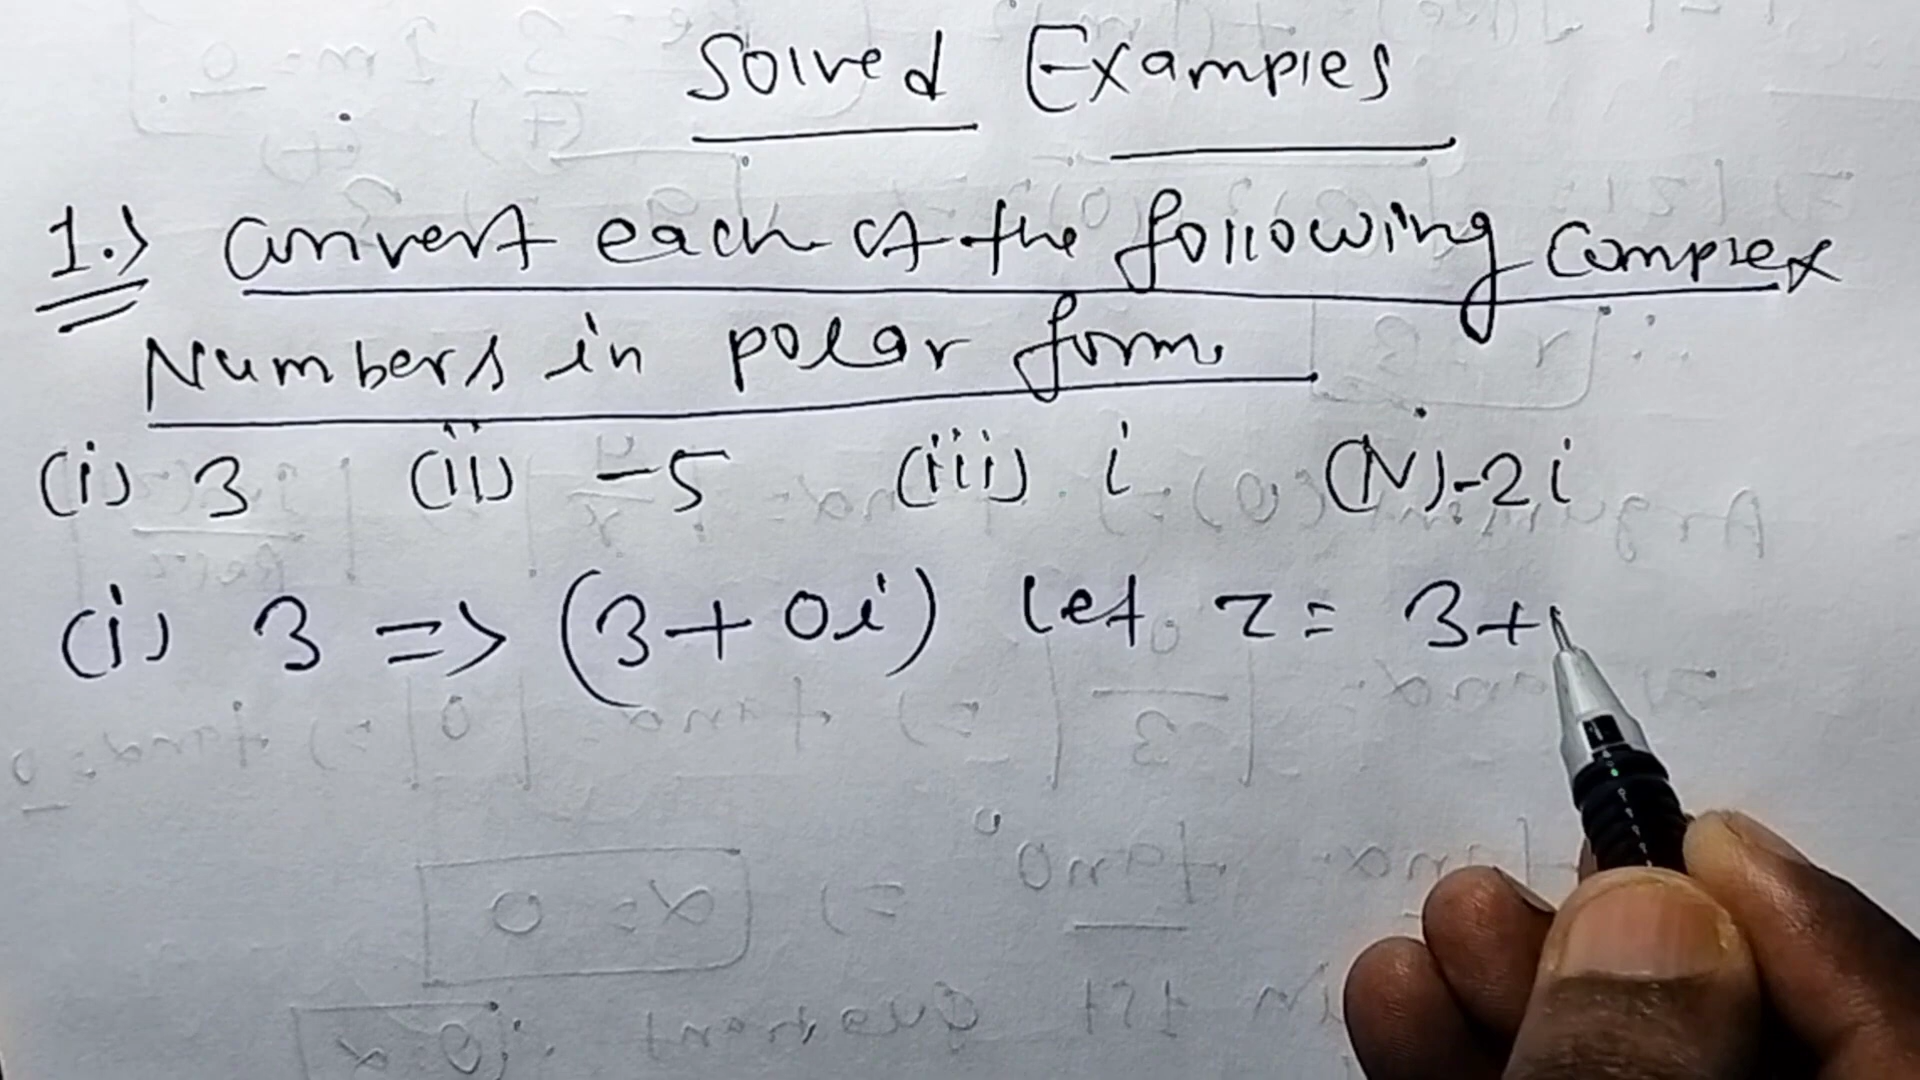 Solved Examples
1.) Convert each of the following complex
Numbers in polar form
(i) 3 (ii) -5 (iii) i (iv) -2i
(i) 3 => (3+0i) let z = 3+